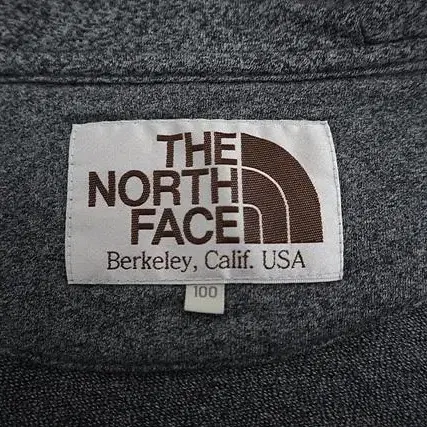 THE
NORTH
FACE
Berkeley, Calif. USA
100